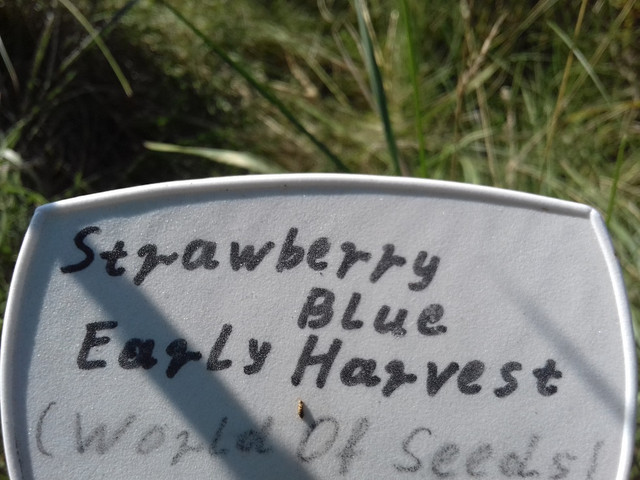 Strawberry
Blue
Early Harvest
(World Of Seeds)